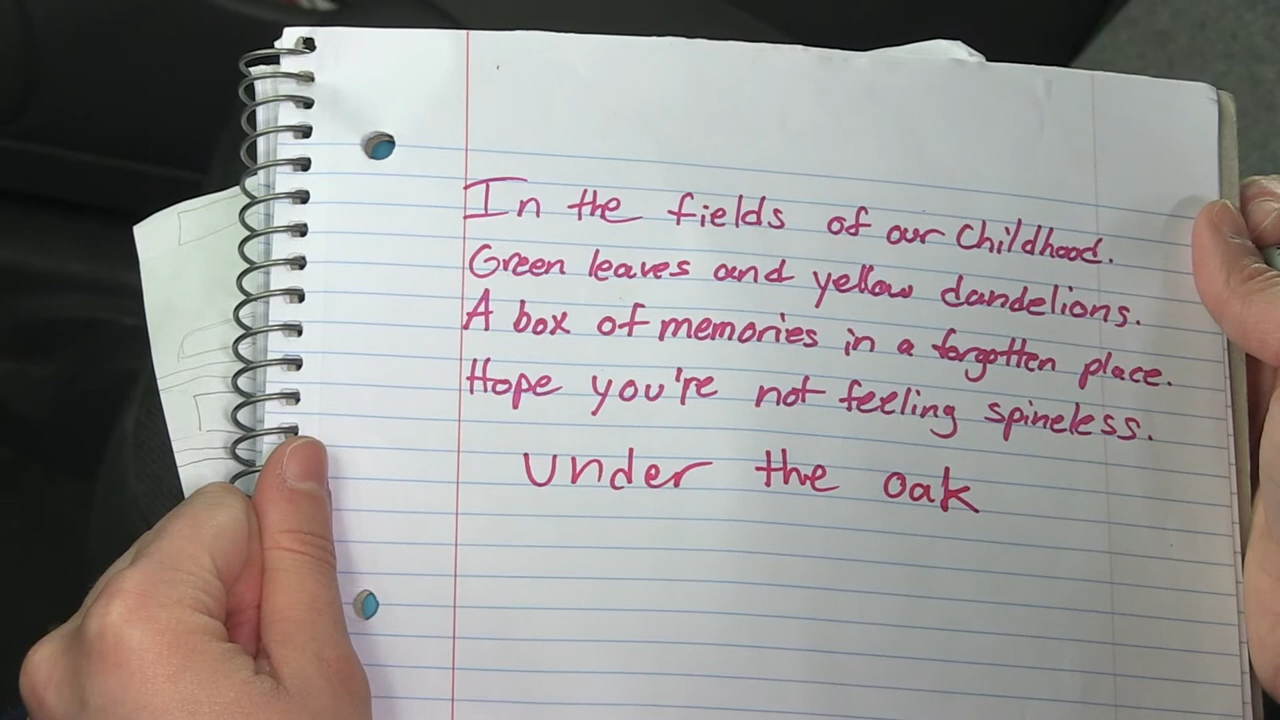 In the fields of our childhood.
Green leaves and yellow dandelions.
A box of memories in a forgotten place.
Hope you're not feeling spineless.
Under the oak